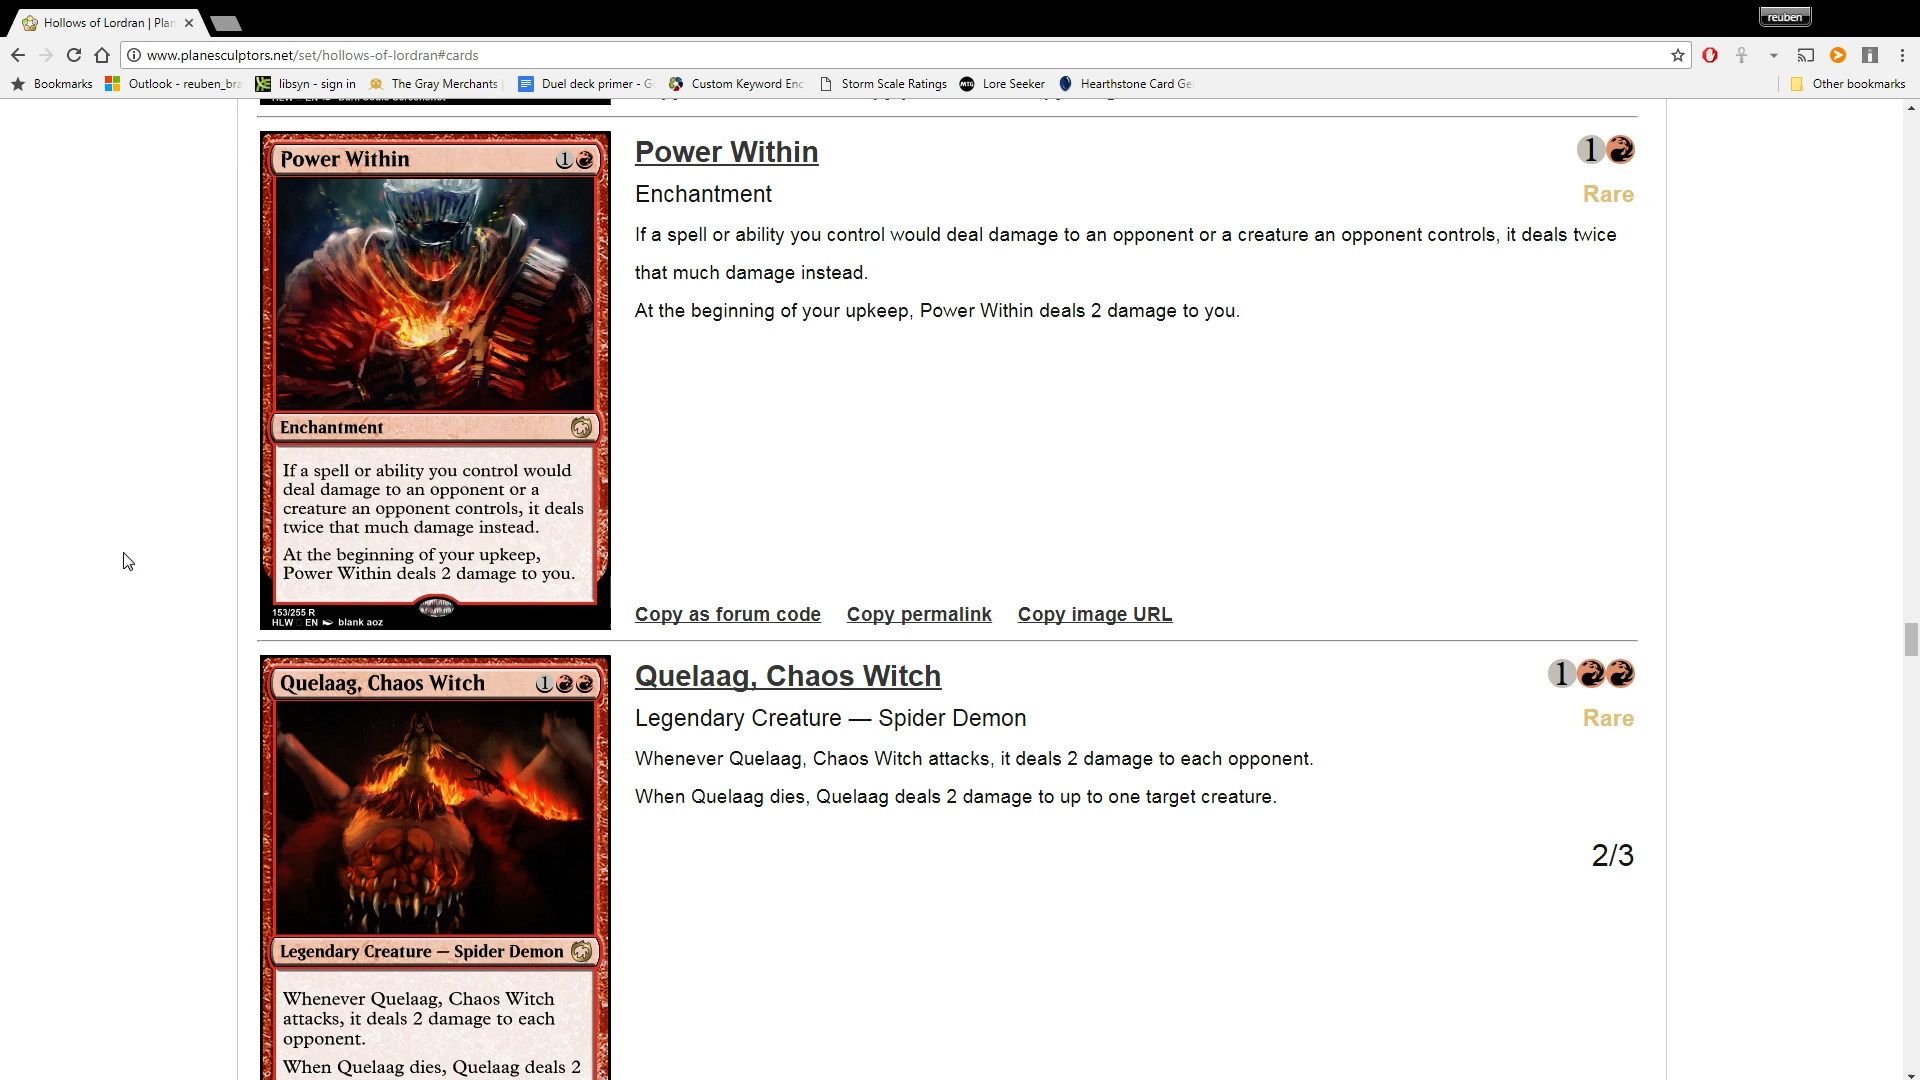 Hollows of Lordran | Plan
reuben
www.planesculptors.net/set/hollows-of-lordran#cards
Bookmarks
Outlook - reuben_bra
libsyn - sign in
The Gray Merchants
Duel deck primer - G
Custom Keyword Enc
Storm Scale Ratings
Lore Seeker
Hearthstone Card Ge
Other bookmarks
Power Within 1
Enchantment
If a spell or ability you control would
deal damage to an opponent or a
creature an opponent controls, it deals
twice that much damage instead.
At the beginning of your upkeep,
Power Within deals 2 damage to you.
153/255 R
HLW EN blank aoz
Power Within
1
Enchantment
Rare
If a spell or ability you control would deal damage to an opponent or a creature an opponent controls, it deals twice
that much damage instead.
At the beginning of your upkeep, Power Within deals 2 damage to you.
Copy as forum code Copy permalink Copy image URL
Quelaag, Chaos Witch 1
Legendary Creature — Spider Demon
Whenever Quelaag, Chaos Witch
attacks, it deals 2 damage to each
opponent.
When Quelaag dies, Quelaag deals 2
Quelaag, Chaos Witch
1
Legendary Creature — Spider Demon
Rare
Whenever Quelaag, Chaos Witch attacks, it deals 2 damage to each opponent.
When Quelaag dies, Quelaag deals 2 damage to up to one target creature.
2/3